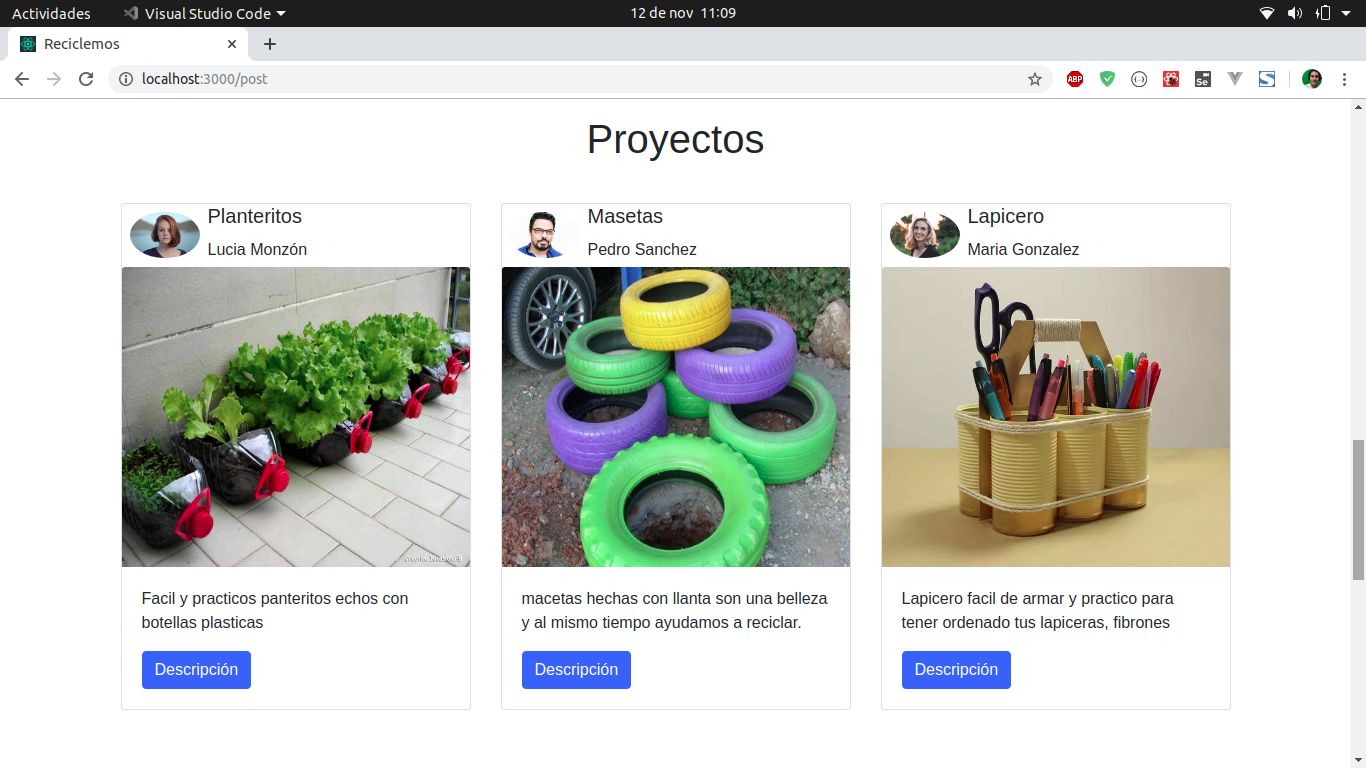 Actividades Visual Studio Code 12 de nov 11:09
Reciclemos
localhost:3000/post
ABP Se S
Proyectos
Planteritos
Lucia Monzón
Masetas
Pedro Sanchez
Lapicero
Maria Gonzalez
Facil y practicos panteritos echos con
botellas plasticas
Descripción
macetas hechas con llanta son una belleza
y al mismo tiempo ayudamos a reciclar.
Descripción
Lapicero facil de armar y practico para
tener ordenado tus lapiceras, fibrones
Descripción